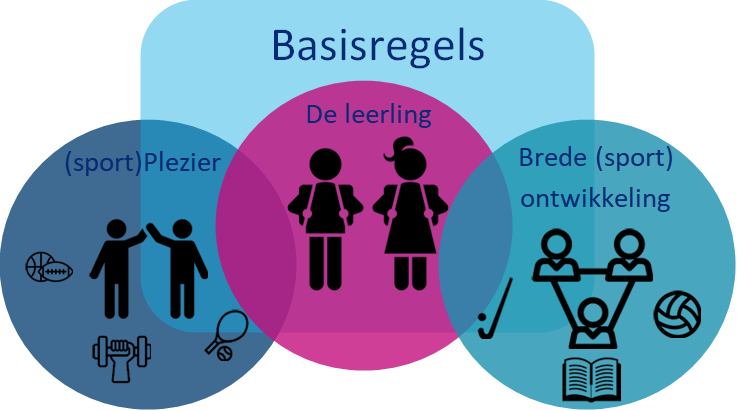 Basisregels
De leerling
(sport)Plezier
Brede (sport)
ontwikkeling